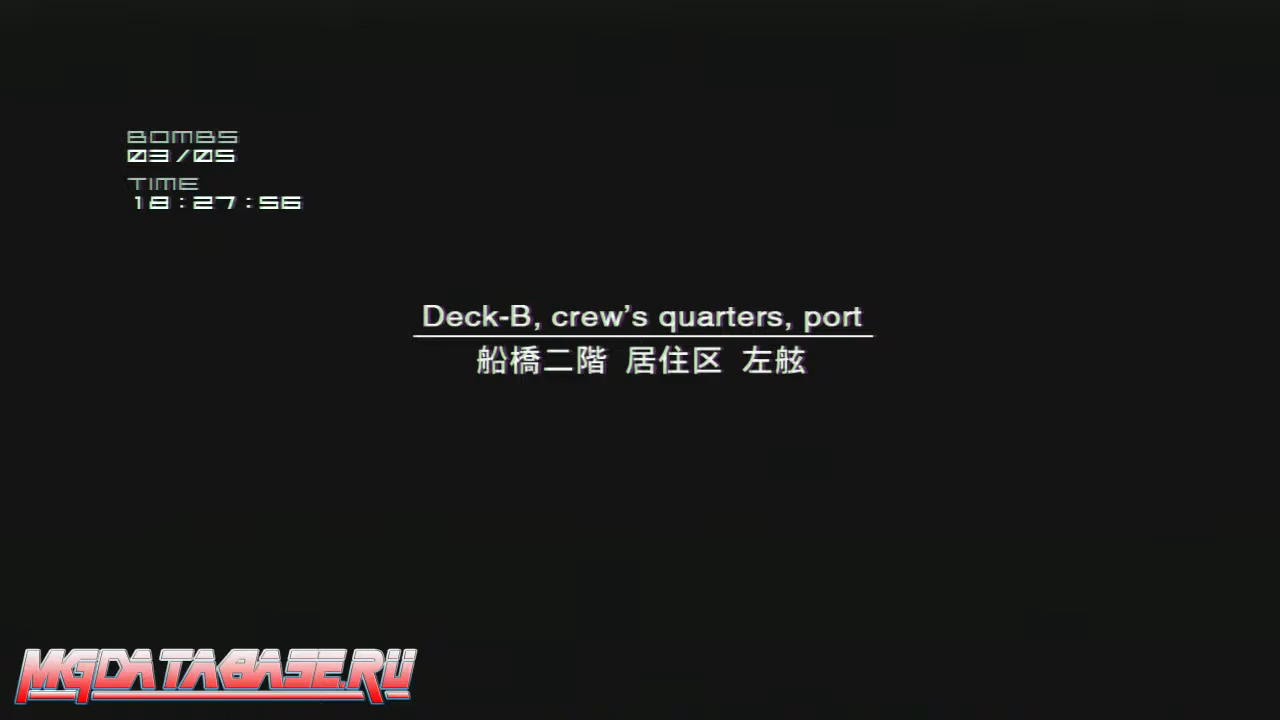 BOMBS
03/05
TIME
18:27:56
Deck-B, crew's quarters, port
船橋二階 居住区 左舷
MGDATABASE.RU